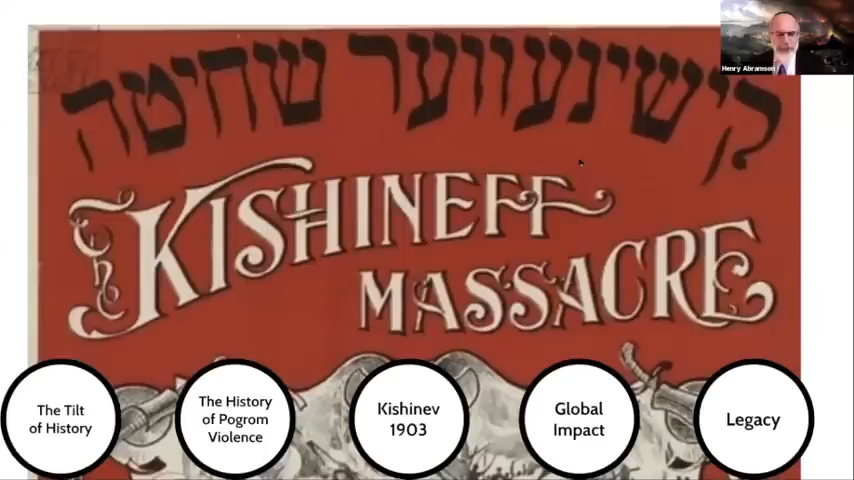 Henry Abramson
קישינעווער שחיטה
The
KISHINEFF
MASSACRE
The Tilt
of History
The History
of Pogrom
Violence
Kishinev
1903
Global
Impact
Legacy